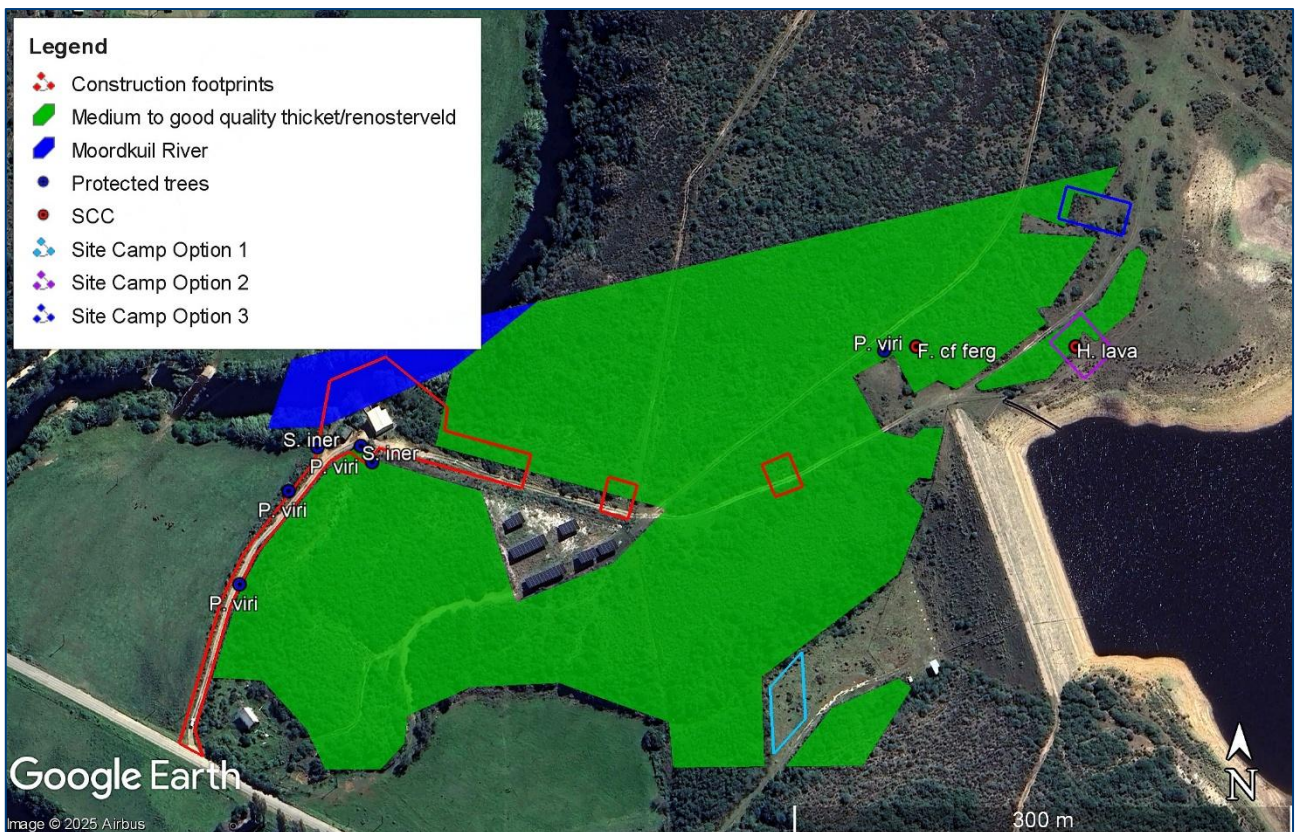 Legend
Construction footprints
Medium to good quality thicket/renosterveld
Moordkuil River
Protected trees
SCC
Site Camp Option 1
Site Camp Option 2
Site Camp Option 3
P. viri
F. cf ferg
H. lava
S. iner
S. iner
P. viri
P. viri
P. viri
Google Earth
N
300 m
Image © 2025 Airbus